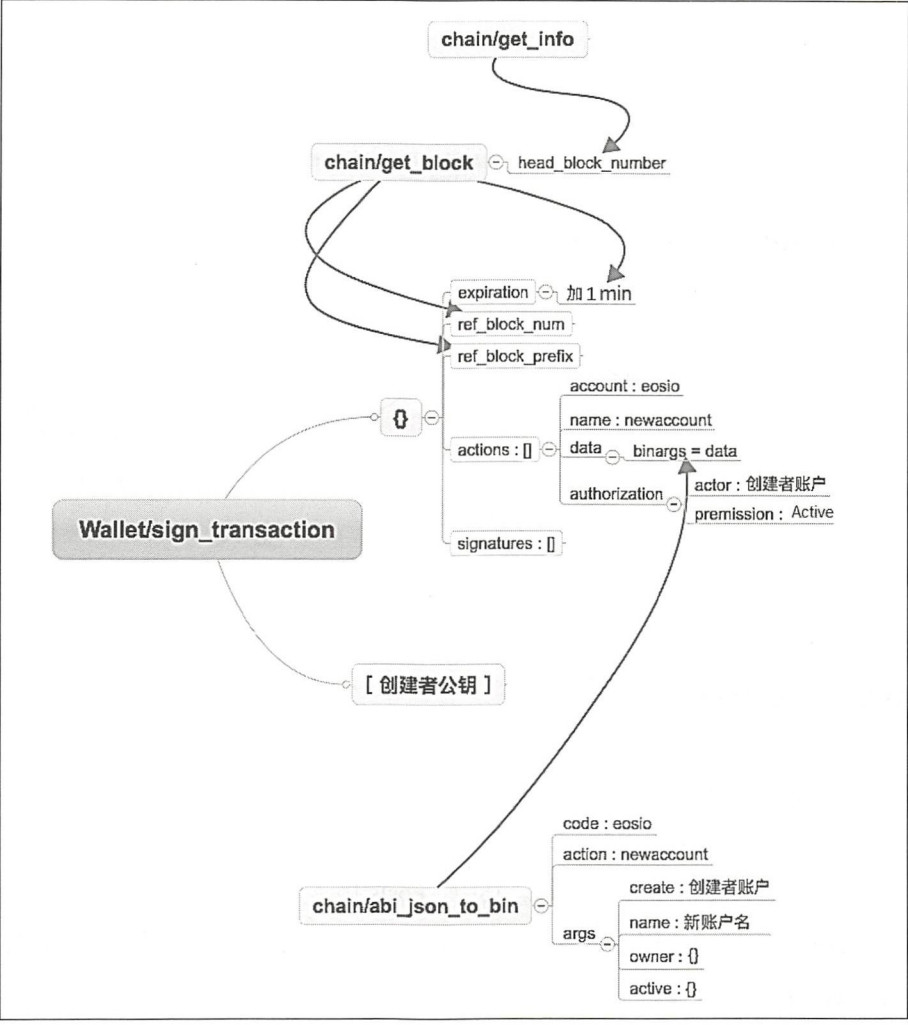 chain/get_info
chain/get_block
head_block_number
expiration
加1min
ref_block_num
ref_block_prefix
{}
actions : []
account : eosio
name : newaccount
data
binargs = data
authorization
actor : 创建者账户
premission : Active
signatures : []
Wallet/sign_transaction
[ 创建者公钥 ]
chain/abi_json_to_bin
code : eosio
action : newaccount
args
create : 创建者账户
name : 新账户名
owner : {}
active : {}